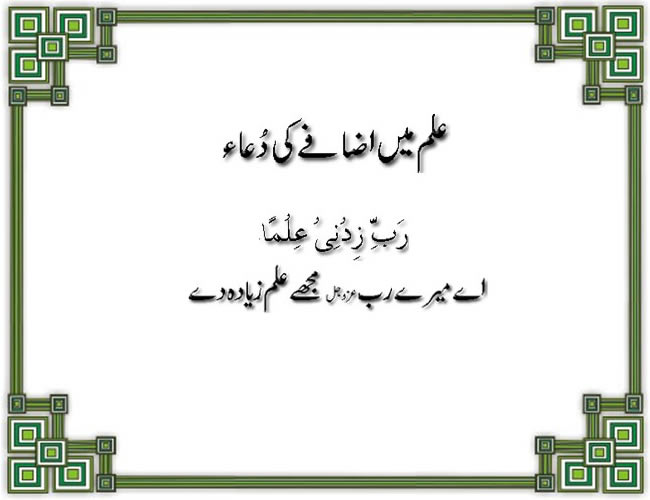 علم میں اضافے کی دُعاء
رَبِّ زِدْنِیْ عِلْمًا
اے میرے رب عزوجل مجھے علم زیادہ دے